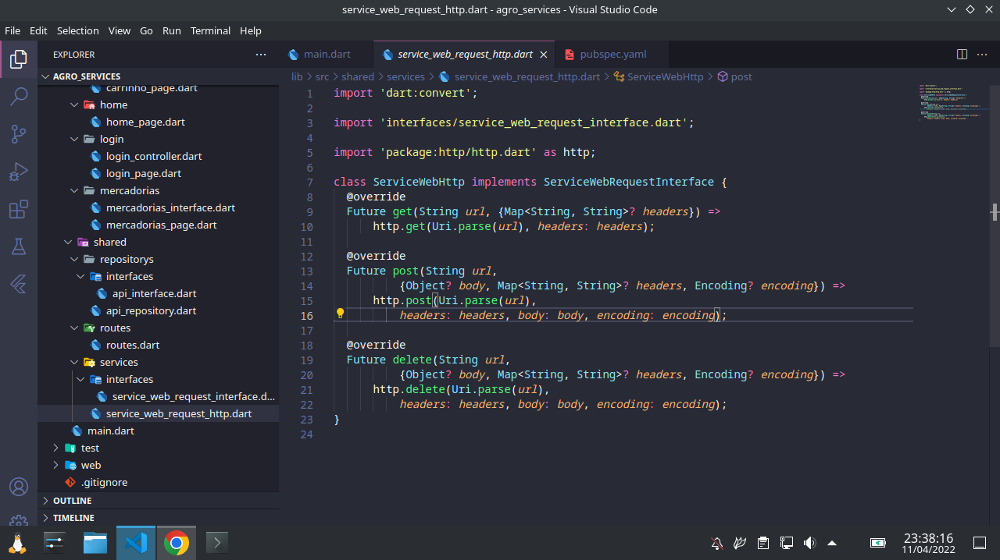 service_web_request_http.dart - agro_services - Visual Studio Code
File Edit Selection View Go Run Terminal Help
EXPLORER
AGRO_SERVICES
carrinho_page.dart
home
home_page.dart
login
login_controller.dart
login_page.dart
mercadorias
mercadorias_interface.dart
mercadorias_page.dart
shared
repositorys
interfaces
api_interface.dart
api_repository.dart
routes
routes.dart
services
interfaces
service_web_request_interface.d...
service_web_request_http.dart
main.dart
test
web
.gitignore
OUTLINE
TIMELINE
main.dart service_web_request_http.dart pubspec.yaml
lib > src > shared > services > service_web_request_http.dart > ServiceWebHttp > post
1 import 'dart:convert';
2
3 import 'interfaces/service_web_request_interface.dart';
4
5 import 'package:http/http.dart' as http;
6
7 class ServiceWebHttp implements ServiceWebRequestInterface {
8 @override
9 Future get(String url, {Map<String, String>? headers}) =>
10 http.get(Uri.parse(url), headers: headers);
11
12 @override
13 Future post(String url,
14 {Object? body, Map<String, String>? headers, Encoding? encoding}) =>
15 http.post(Uri.parse(url),
16 headers: headers, body: body, encoding: encoding);
17
18 @override
19 Future delete(String url,
20 {Object? body, Map<String, String>? headers, Encoding? encoding}) =>
21 http.delete(Uri.parse(url),
22 headers: headers, body: body, encoding: encoding);
23 }
24
23:38:16
11/04/2022